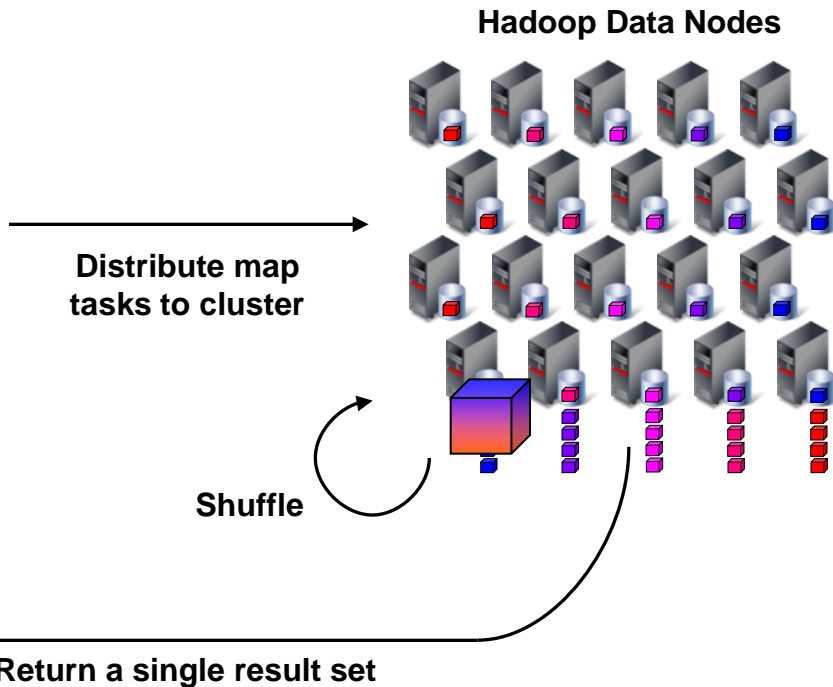 Hadoop Data Nodes
Distribute map
tasks to cluster
Shuffle
Return a single result set